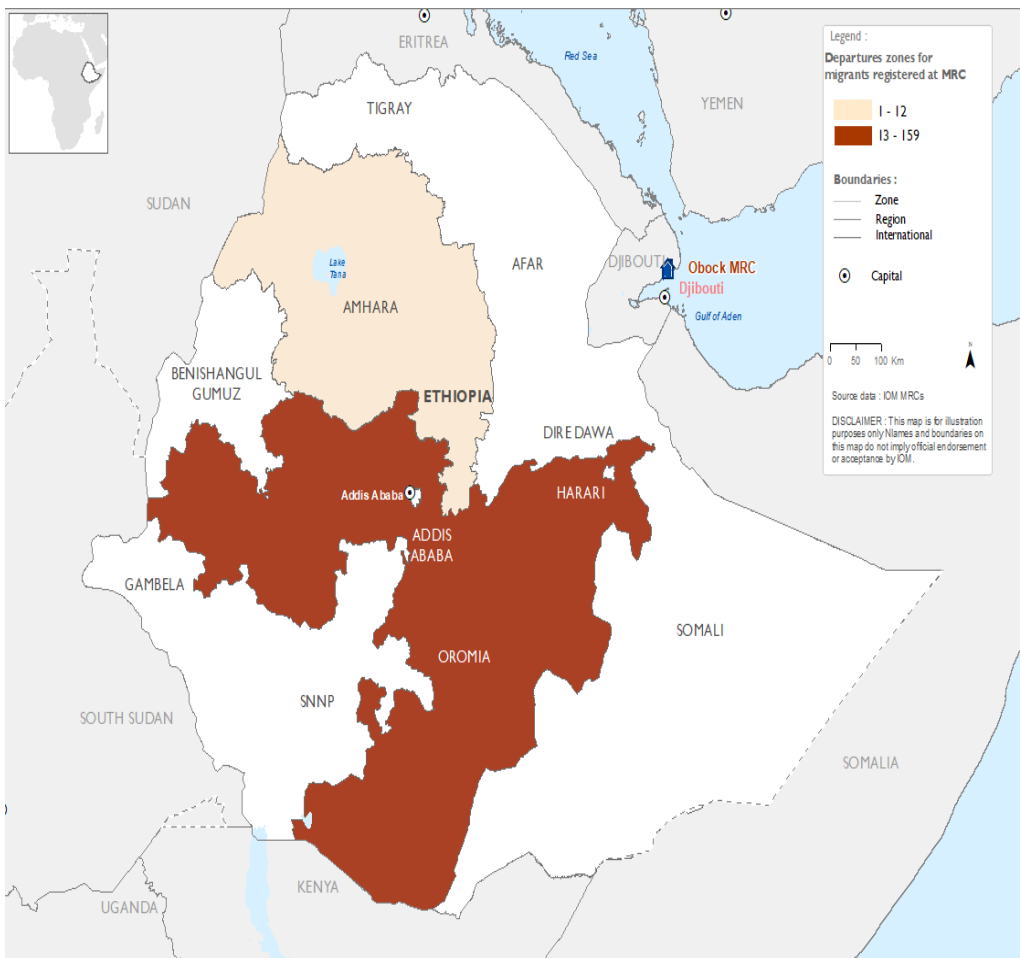 ERITREA
Red Sea
YEMEN
TIGRAY
SUDAN
Lake
Tana
AFAR
DJIBOUTI
Obock MRC
Djibouti
Gulf of Aden
AMHARA
BENISHANGUL
GUMUZ
ETHIOPIA
DIRE DAWA
Addis Ababa
HARARI
ADDIS
ABABA
GAMBELA
SOMALI
OROMIA
SNNP
SOUTH SUDAN
SOMALIA
KENYA
UGANDA
Legend :
Departures zones for
migrants registered at MRC
1 - 12
13 - 159
Boundaries :
Zone
Region
International
Capital
0 50 100 Km
N
Source data : IOM MRCs
DISCLAIMER : This map is for illustration
purposes only Names and boundaries on
this map do not imply official endorsement
or acceptance by IOM.